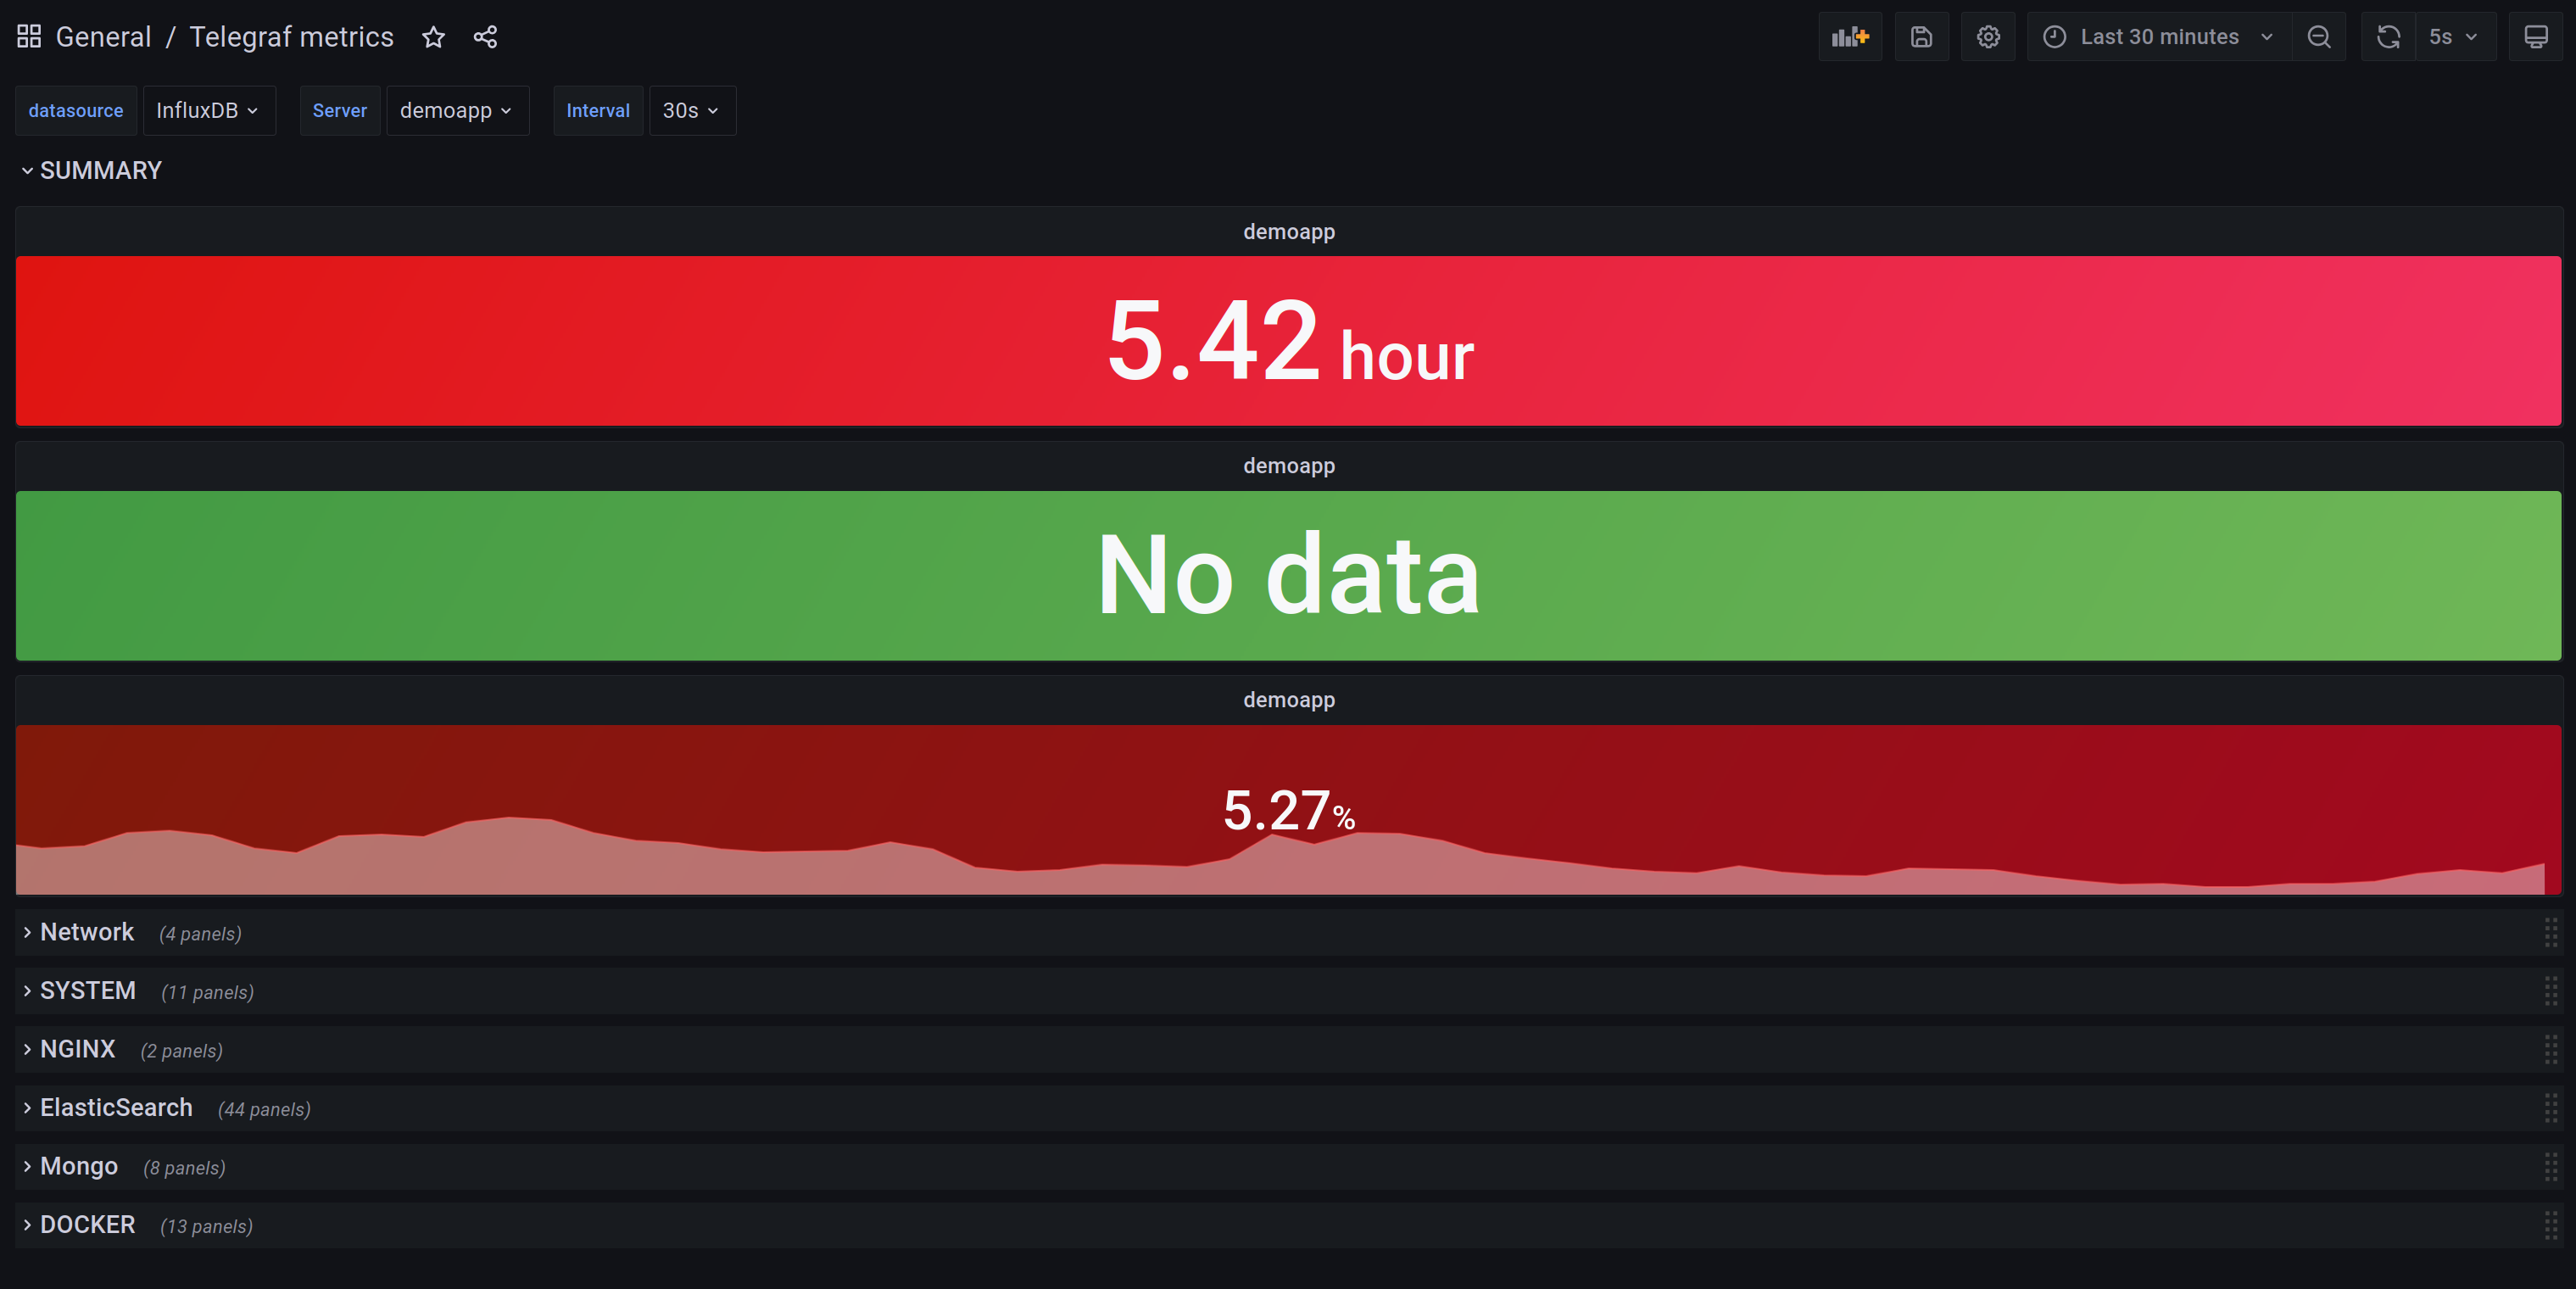 General / Telegraf metrics
Last 30 minutes
5s
datasource InfluxDB Server demoapp Interval 30s
SUMMARY
demoapp
5.42 hour
demoapp
No data
demoapp
5.27%
Network (4 panels)
SYSTEM (11 panels)
NGINX (2 panels)
ElasticSearch (44 panels)
Mongo (8 panels)
DOCKER (13 panels)